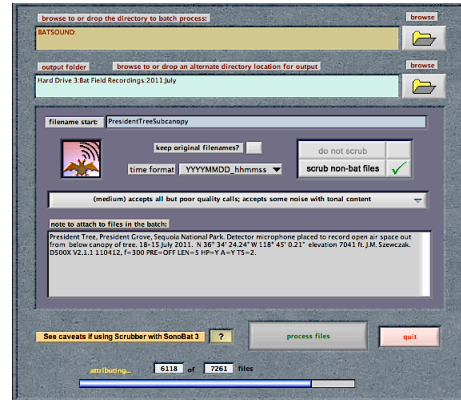 browse to or drop the directory to batch process:
browse
BATSOUND:
output folder
browse to or drop an alternate directory location for output
browse
Hard Drive 3:Bat Field Recordings:2011:July
filename start:
PresidentTreeSubcanopy
keep original filenames?
do not scrub
time format
YYYYMMDD_hhmmss
scrub non-bat files
(medium) accepts all but poor quality calls; accepts some noise with tonal content
note to attach to files in the batch:
President Tree, President Grove, Sequoia National Park. Detector microphone placed to record open air space out
from below canopy of tree. 18-15 July 2011. N 36° 34' 24.24" W 118° 45' 0.21" elevation 7041 ft. J.M. Szewczak.
D500X V2.1.1 110412, f=300 PRE=OFF LEN=5 HP=Y A=Y TS=2.
See caveats if using Scrubber with SonoBat 3
?
process files
quit
attributing...
6118 of 7261 files